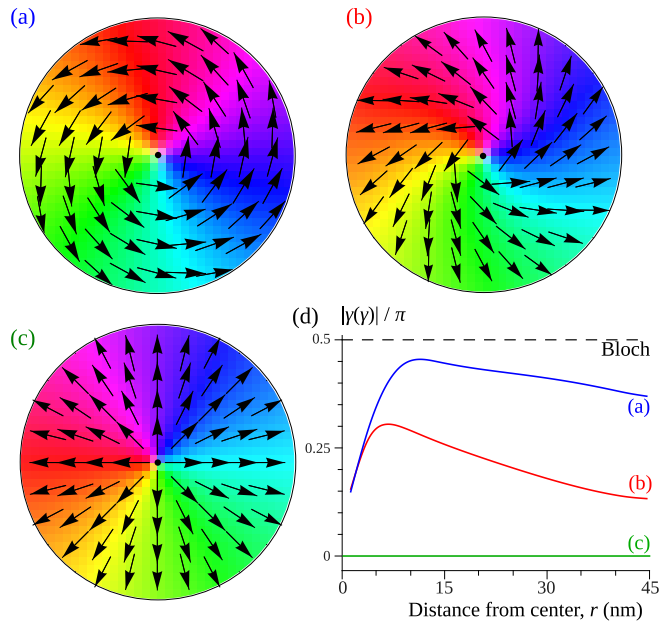 (a)
(b)
(c)
(d)
|γ(γ)| / π
0.5
Bloch
(a)
0.25
(b)
(c)
0
0
15
30
45
Distance from center, r (nm)